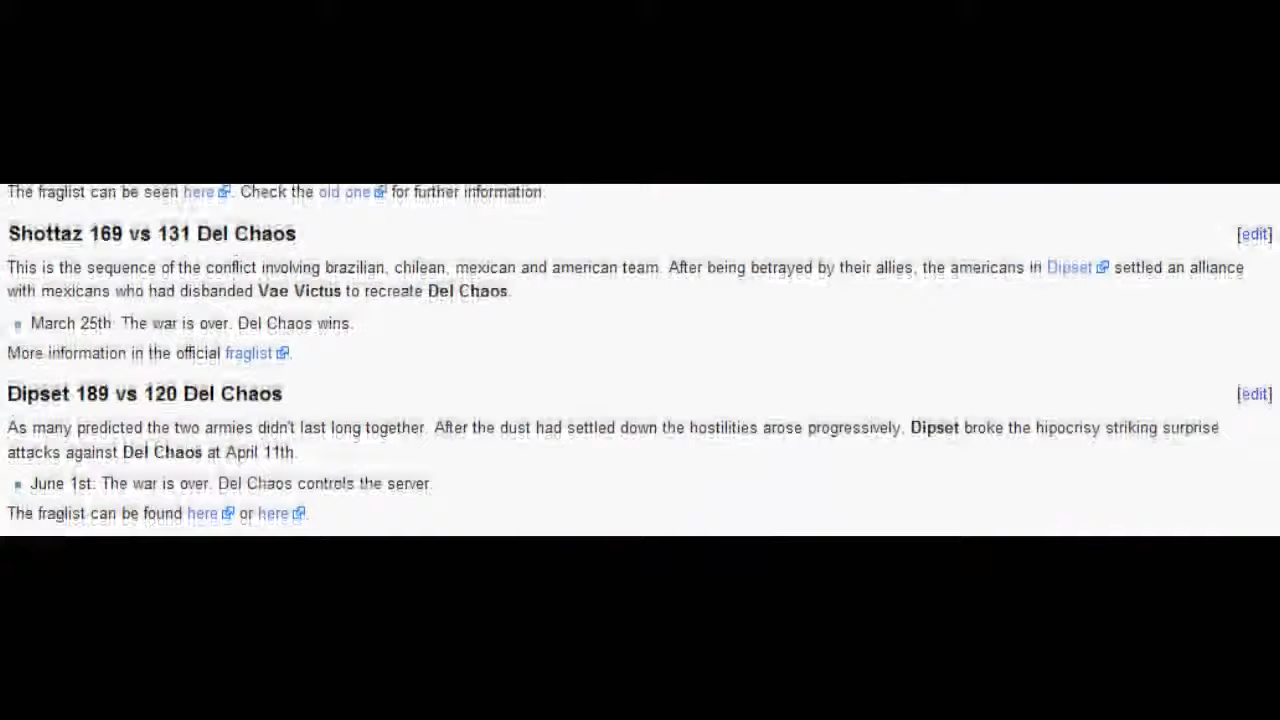 The fraglist can be seen here. Check the old one for further information.
Shottaz 169 vs 131 Del Chaos [edit]
This is the sequence of the conflict involving brazilian, chilean, mexican and american team. After being betrayed by their allies, the americans in Dipset settled an alliance
with mexicans who had disbanded Vae Victus to recreate Del Chaos.
March 25th: The war is over. Del Chaos wins.
More information in the official fraglist.
Dipset 189 vs 120 Del Chaos [edit]
As many predicted the two armies didn't last long together. After the dust had settled down the hostilities arose progressively. Dipset broke the hipocrisy striking surprise
attacks against Del Chaos at April 11th.
June 1st: The war is over. Del Chaos controls the server.
The fraglist can be found here or here.